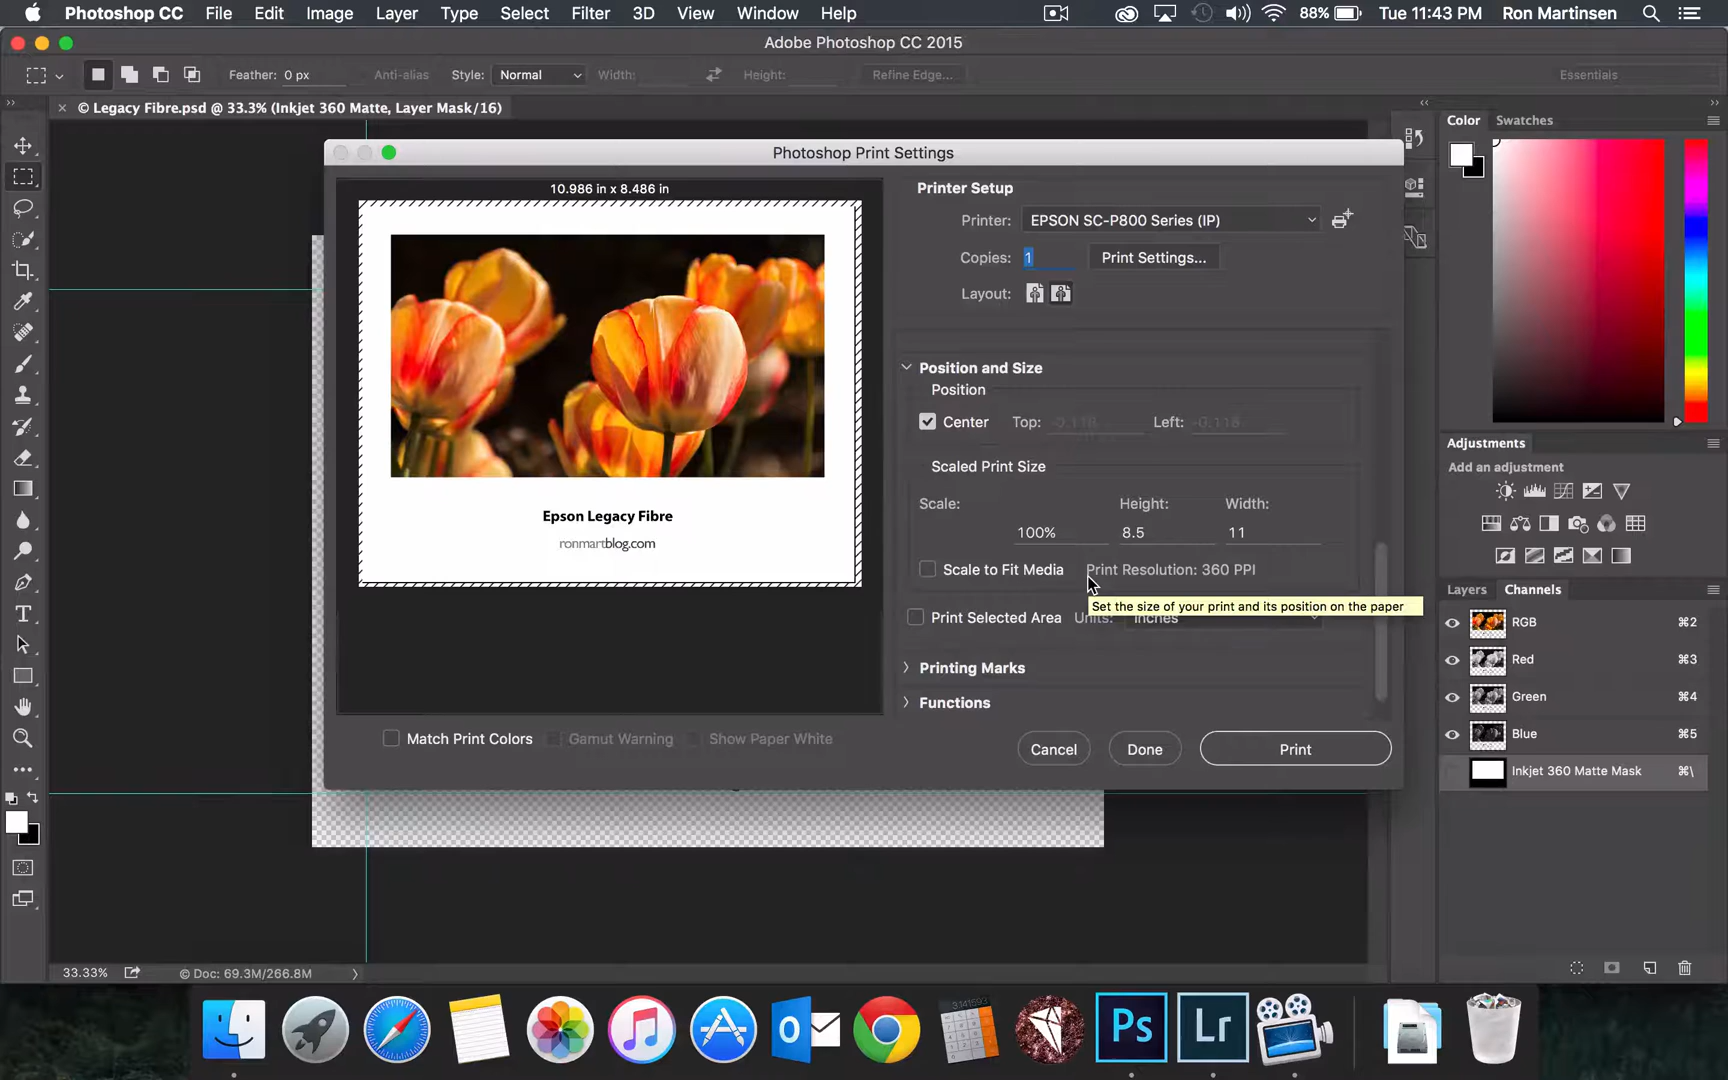 Photoshop CC File Edit Image Layer Type Select Filter 3D View Window Help 88% Tue 11:43 PM Ron Martinsen
Adobe Photoshop CC 2015
Feather: 0 px Anti-alias Style: Normal Width: Height: Refine Edge... Essentials
× © Legacy Fibre.psd @ 33.3% (Inkjet 360 Matte, Layer Mask/16)
Photoshop Print Settings
10.986 in x 8.486 in
Epson Legacy Fibre
ronmartblog.com
Match Print Colors Gamut Warning Show Paper White
Printer Setup
Printer: EPSON SC-P800 Series (IP)
Copies: 1 Print Settings...
Layout:
Position and Size
Position
Center Top: -0.118 Left: -0.118
Scaled Print Size
Scale: Height: Width:
100% 8.5 11
Scale to Fit Media Print Resolution: 360 PPI
Set the size of your print and its position on the paper
Print Selected Area Units: Inches
Printing Marks
Functions
Cancel Done Print
Color Swatches
Adjustments
Add an adjustment
Layers Channels
RGB ⌘2
Red ⌘3
Green ⌘4
Blue ⌘5
Inkjet 360 Matte Mask ⌘\
33.33% © Doc: 69.3M/266.8M
3.141593
Ps Lr